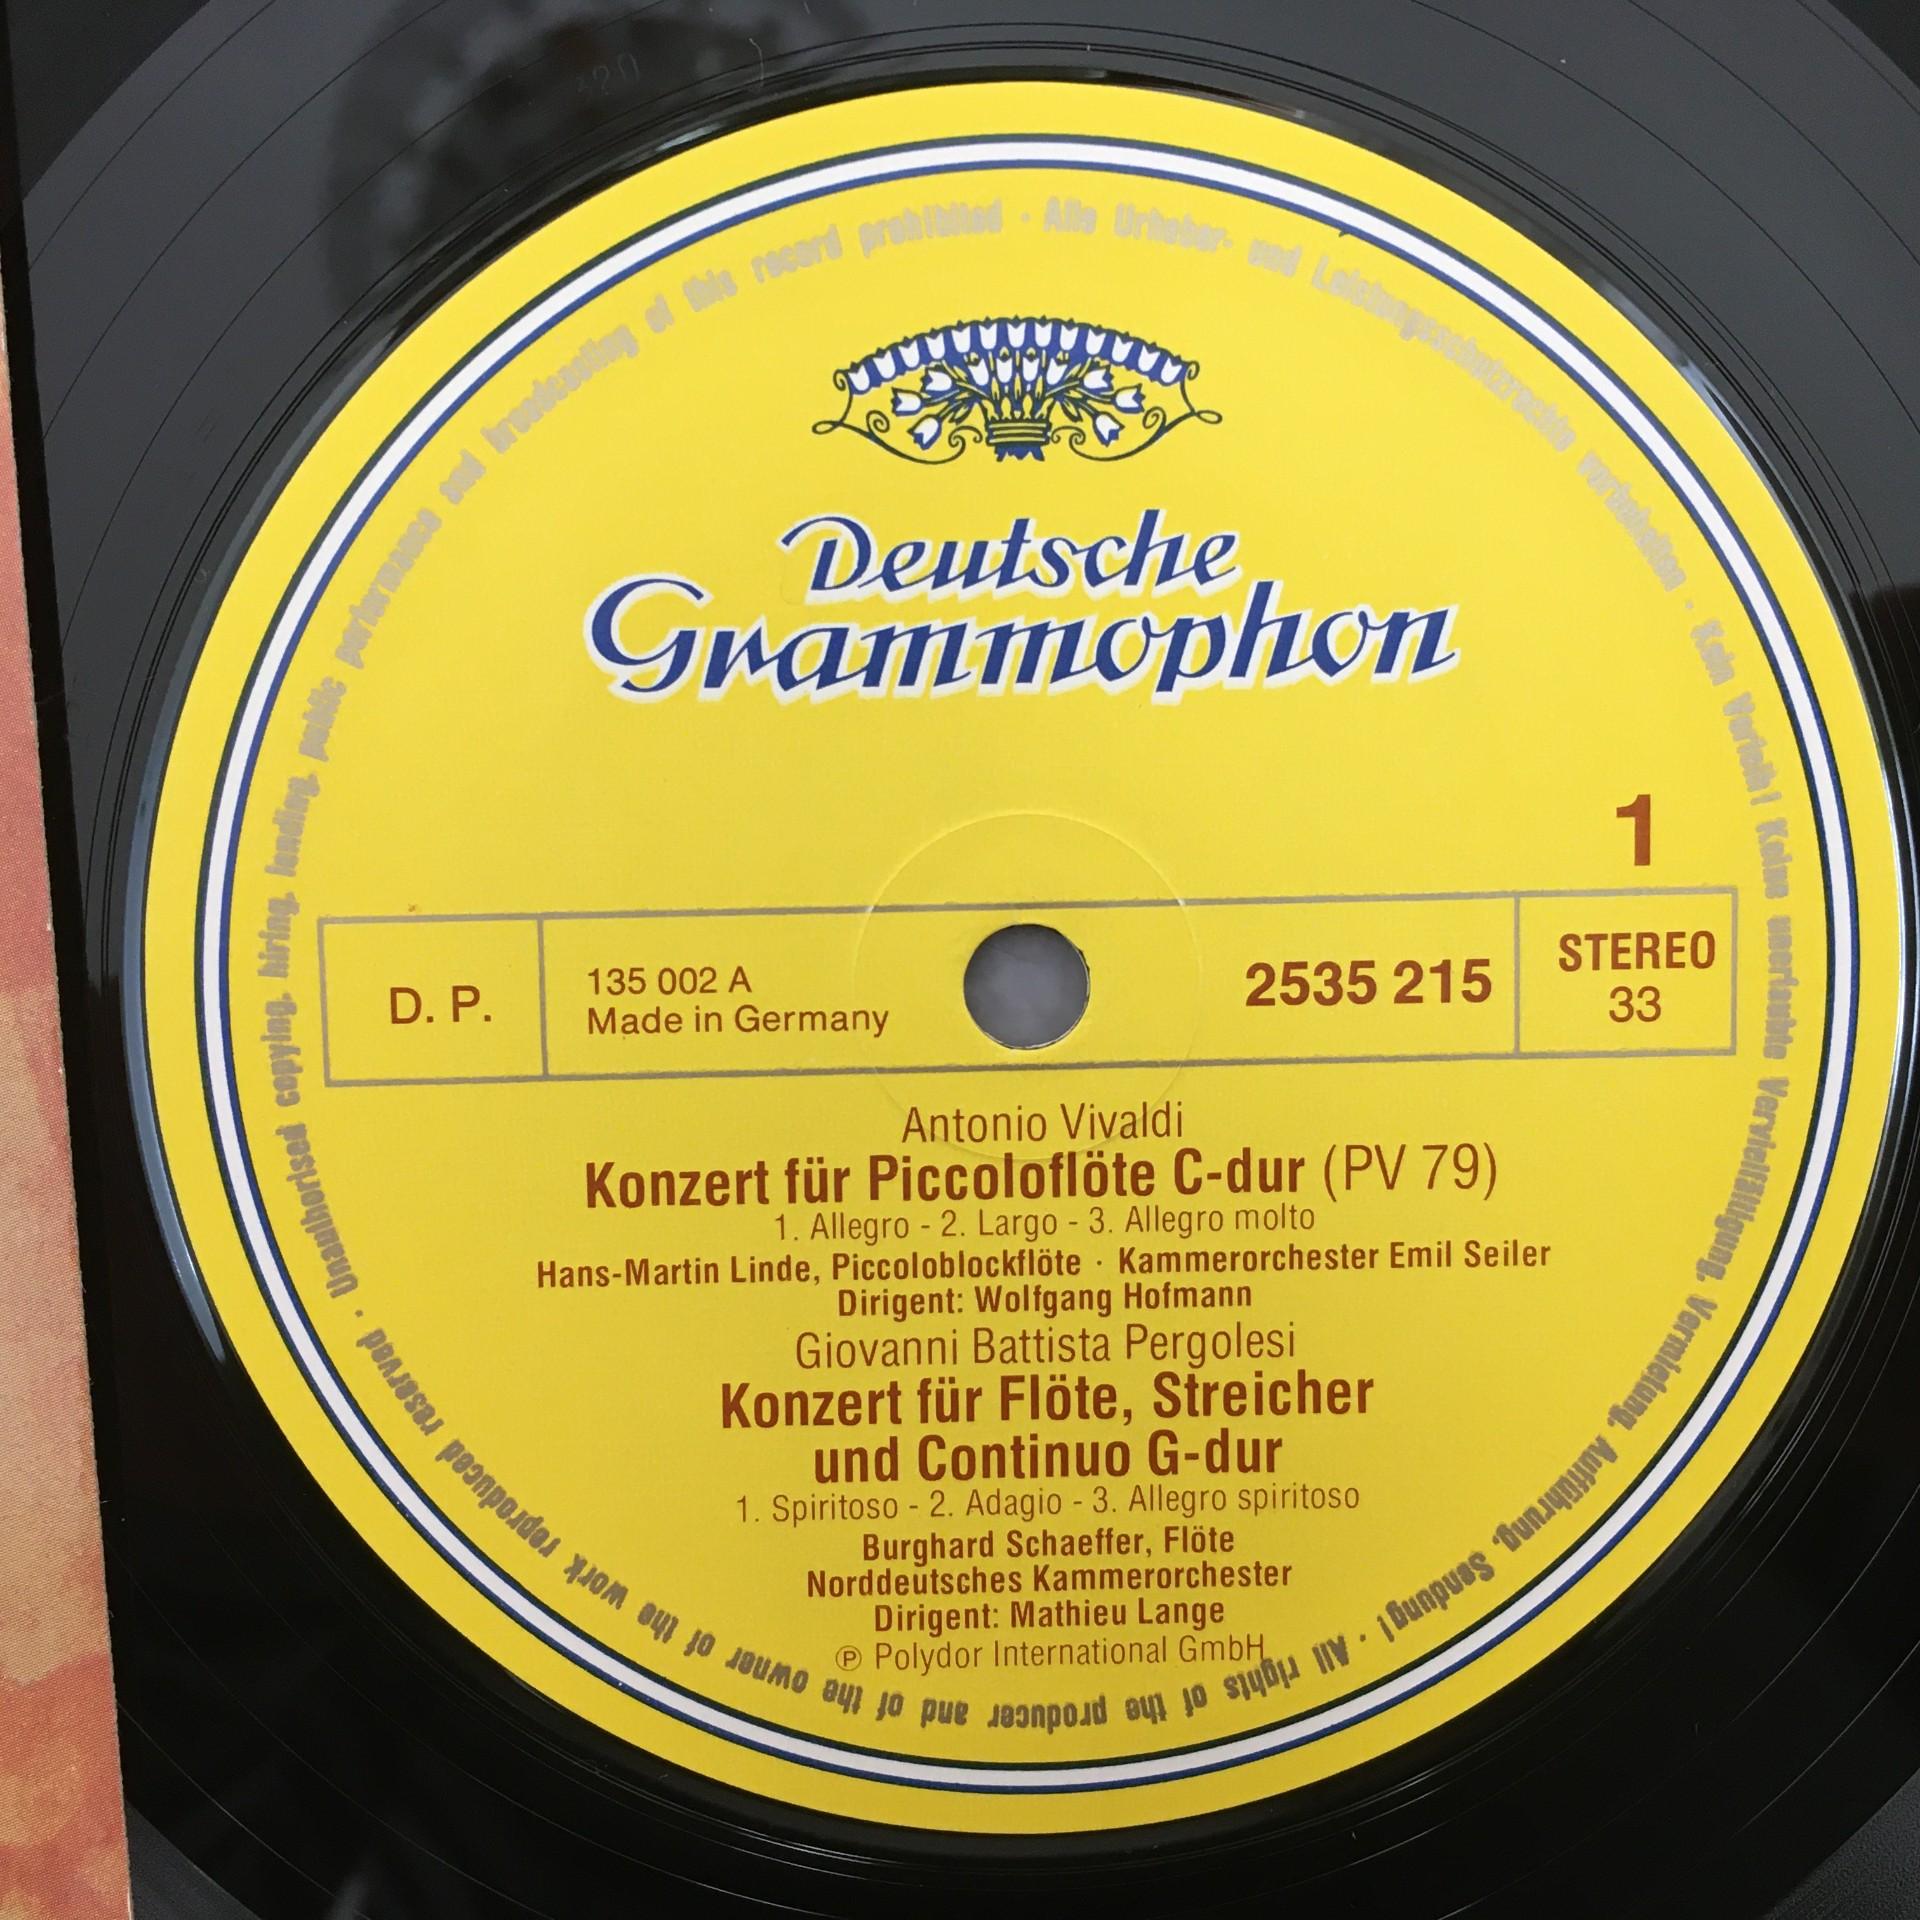 Deutsche
Grammophon
1
D. P.
135 002 A
Made in Germany
2535 215
STEREO
33
Antonio Vivaldi
Konzert für Piccoloflöte C-dur (PV 79)
1. Allegro - 2. Largo - 3. Allegro molto
Hans-Martin Linde, Piccoloblockflöte · Kammerorchester Emil Seiler
Dirigent: Wolfgang Hofmann
Giovanni Battista Pergolesi
Konzert für Flöte, Streicher
und Continuo G-dur
1. Spiritoso - 2. Adagio - 3. Allegro spiritoso
Burghard Schaeffer, Flöte
Norddeutsches Kammerorchester
Dirigent: Mathieu Lange
℗ Polydor International GmbH
Alle Urheber- und Leistungsschutzrechte vorbehalten · Kein Verleih! Keine unerlaubte Vervielfältigung, Vermietung, Aufführung, Sendung! · All rights of the producer and of the owner of the work reproduced reserved · Unauthorised copying, hiring, lending, public performance and broadcasting of this record prohibited ·